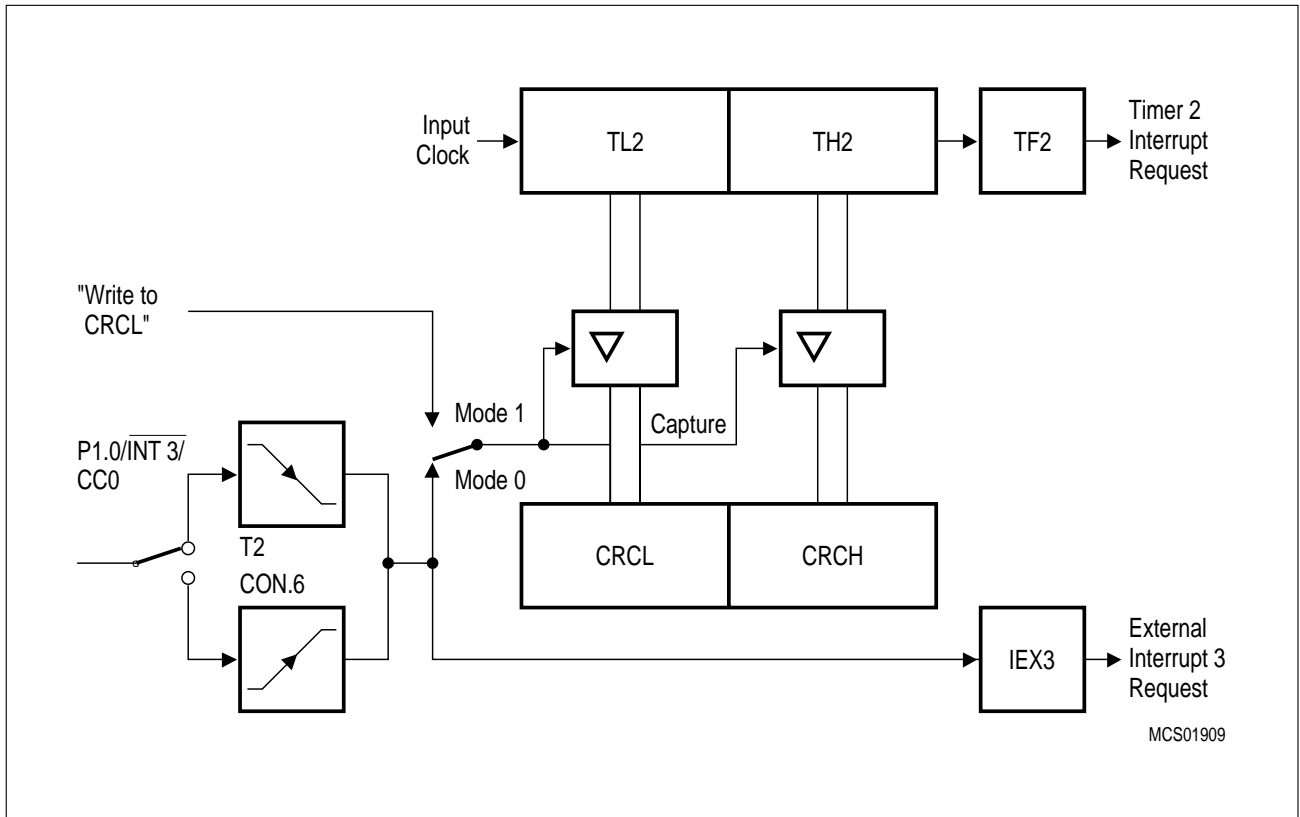 Input
Clock
TL2
TH2
TF2
Timer 2
Interrupt
Request
"Write to
CRCL"
Mode 1
Capture
Mode 0
P1.0/INT 3/
CC0
T2
CON.6
CRCL
CRCH
IEX3
External
Interrupt 3
Request
MCS01909